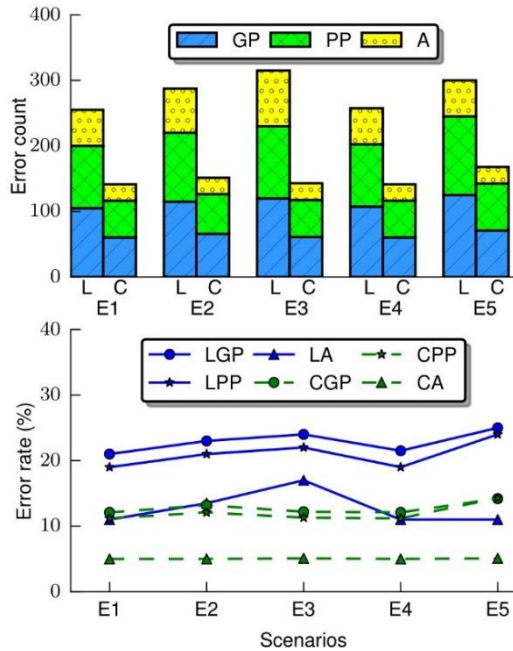 400
GP PP A
300
Error count
200
100
0
L C L C L C L C L C
E1 E2 E3 E4 E5
40
LGP LA CPP
LPP CGP CA
30
Error rate (%)
20
10
0
E1 E2 E3 E4 E5
Scenarios